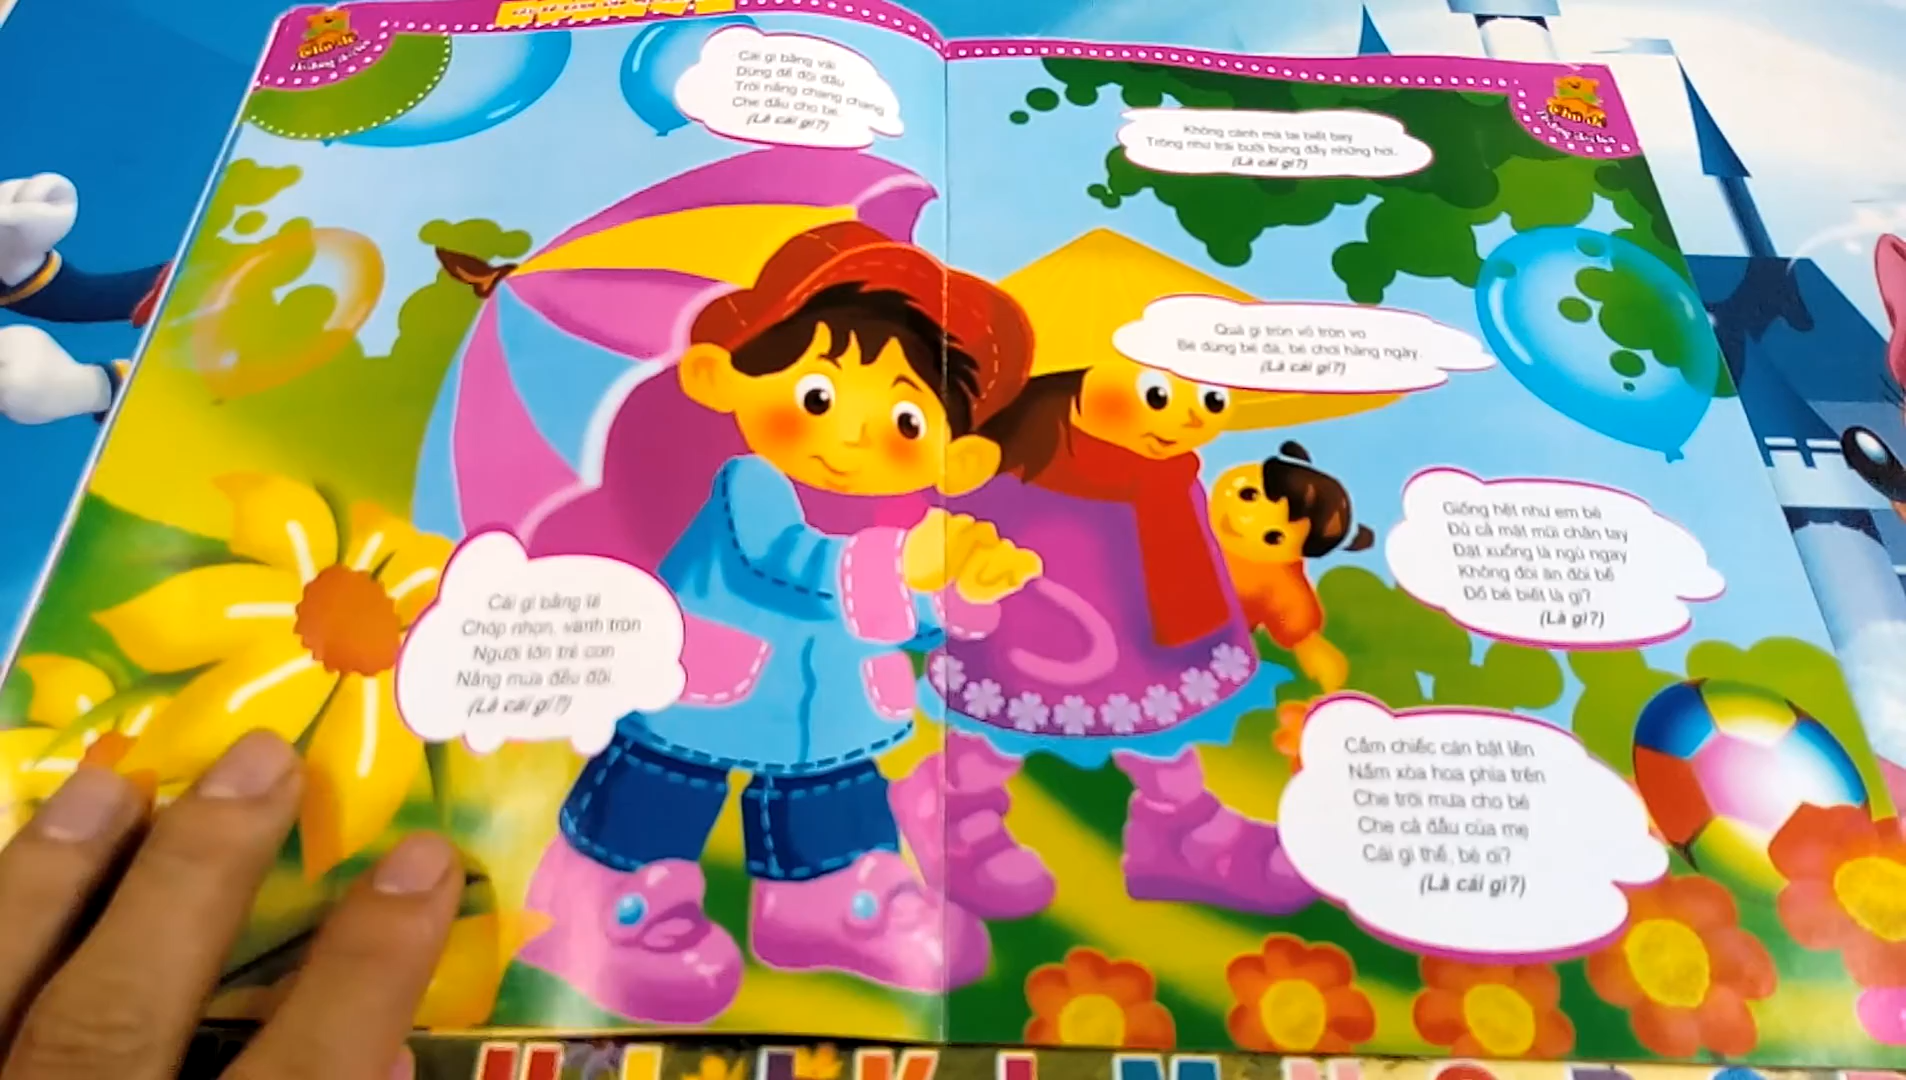 Cái gì bằng vải
Dùng để đội đầu
Trời nắng chang chang
Che đầu cho bé
(Là cái gì?)
Không cánh mà lại biết bay
Trông như trái bưởi bụng đầy những hơi.
(Là cái gì?)
Quả gì tròn vo
Bé dùng bé đá, bé chơi hàng ngày
(Là cái gì?)
Giống hệt như em bé
Đủ cả mặt mũi chân tay
Đặt xuống là ngủ ngay
Không đòi ăn đòi bế
Đố bé biết là gì?
(Là gì?)
Cái gì bằng lá
Chóp nhọn, vành tròn
Người lớn trẻ con
Nắng mưa đều đội.
(Là cái gì?)
Cầm chiếc cán bật lên
Nấm xòe hoa phía trên
Che trời mưa cho bé
Che cả đầu của mẹ
Cái gì thế, bé ơi?
(Là cái gì?)